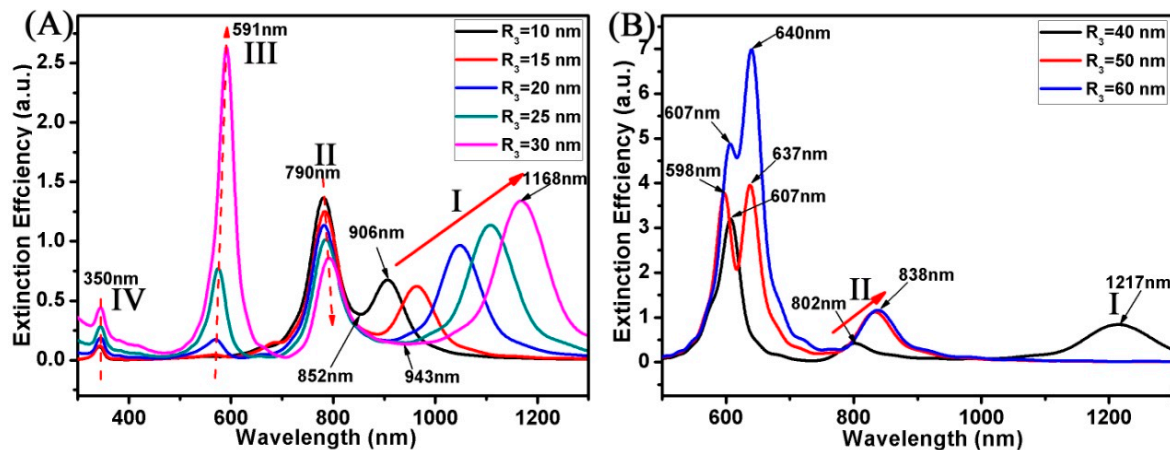 (A)
591nm
III
R3=10 nm
R3=15 nm
R3=20 nm
R3=25 nm
R3=30 nm
II
790nm
I
1168nm
906nm
350nm
IV
852nm
943nm
2.5
2.0
1.5
1.0
0.5
0.0
Extinction Effciency (a.u.)
400 600 800 1000 1200
Wavelength (nm)
(B)
640nm
R3=40 nm
R3=50 nm
R3=60 nm
607nm
598nm
637nm
607nm
II
802nm
838nm
I
1217nm
7
6
5
4
3
2
1
0
Extinction Effciency (a.u.)
600 800 1000 1200
Wavelength (nm)